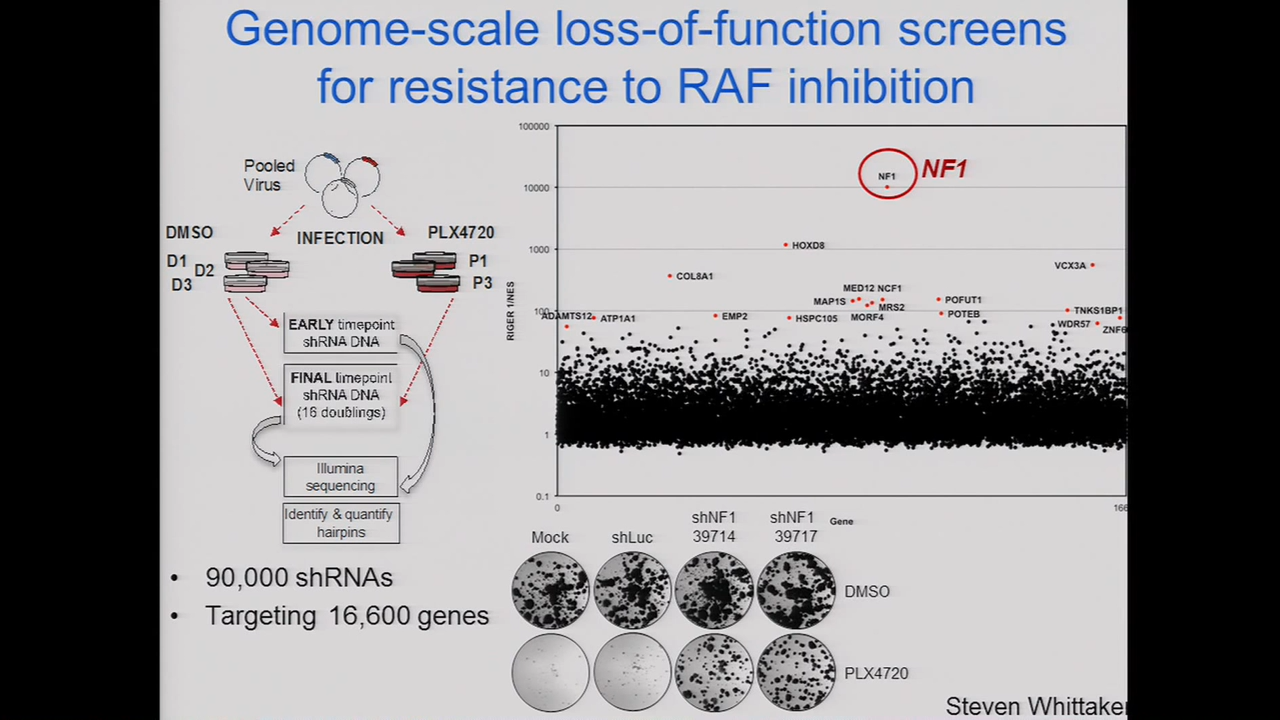 Genome-scale loss-of-function screens
for resistance to RAF inhibition
Pooled
Virus
DMSO
INFECTION
PLX4720
D1
D2
D3
P1
P3
EARLY timepoint
shRNA DNA
FINAL timepoint
shRNA DNA
(16 doublings)
Illumina
sequencing
Identify & quantify
hairpins
• 90,000 shRNAs
• Targeting 16,600 genes
RIGER 1/NES
100000
10000
1000
100
10
1
0.1
0
166
Gene
NF1
NF1
HOXD8
COL8A1
VCX3A
MED12 NCF1
MAP1S
MRS2
MORF4
POFUT1
POTEB
ADAMTS12
ATP1A1
EMP2
HSPC105
TNKS1BP1
WDR57
ZNF6
Mock
shLuc
shNF1
39714
shNF1
39717
DMSO
PLX4720
Steven Whittaker